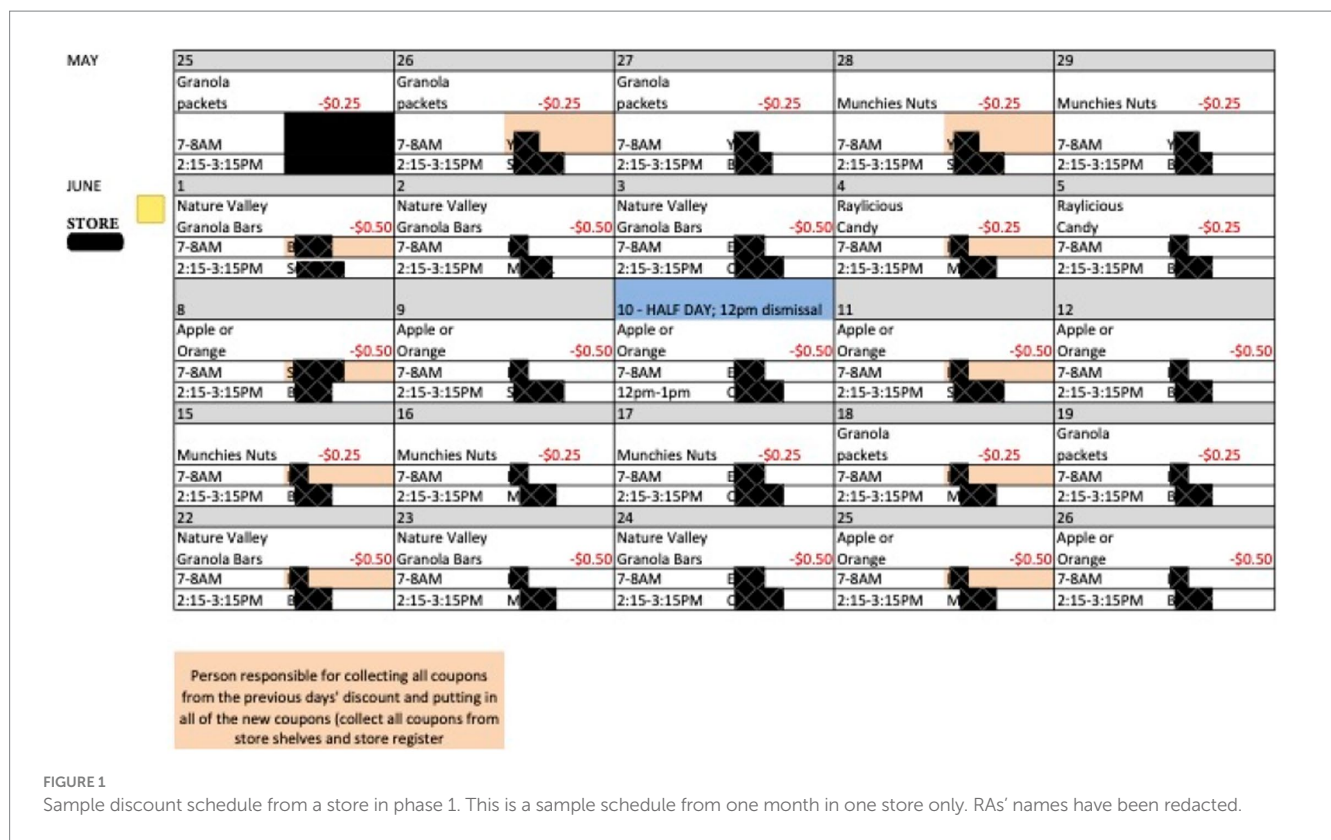 MAY 25 26 27 28 29
Granola Granola Granola
packets -$0.25 packets -$0.25 packets -$0.25 Munchies Nuts -$0.25 Munchies Nuts -$0.25
7-8AM 7-8AM Y 7-8AM Y 7-8AM Y 7-8AM Y
2:15-3:15PM 2:15-3:15PM S 2:15-3:15PM B 2:15-3:15PM S 2:15-3:15PM B
JUNE 1 2 3 4 5
Nature Valley Nature Valley Nature Valley Raylicious Raylicious
STORE Granola Bars -$0.50 Granola Bars -$0.50 Granola Bars -$0.50 Candy -$0.25 Candy -$0.25
7-8AM B 7-8AM 7-8AM E 7-8AM 7-8AM
2:15-3:15PM S 2:15-3:15PM M 2:15-3:15PM C 2:15-3:15PM M 2:15-3:15PM B
8 9 10 - HALF DAY; 12pm dismissal 11 12
Apple or Apple or Apple or Apple or Apple or
Orange -$0.50 Orange -$0.50 Orange -$0.50 Orange -$0.50 Orange -$0.50
7-8AM S 7-8AM 7-8AM E 7-8AM 7-8AM
2:15-3:15PM B 2:15-3:15PM S 12pm-1pm C 2:15-3:15PM S 2:15-3:15PM B
15 16 17 18 19
Granola Granola
Munchies Nuts -$0.25 Munchies Nuts -$0.25 Munchies Nuts -$0.25 packets -$0.25 packets -$0.25
7-8AM 7-8AM 7-8AM E 7-8AM 7-8AM
2:15-3:15PM B 2:15-3:15PM M 2:15-3:15PM C 2:15-3:15PM M 2:15-3:15PM B
22 23 24 25 26
Nature Valley Nature Valley Nature Valley Apple or Apple or
Granola Bars -$0.50 Granola Bars -$0.50 Granola Bars -$0.50 Orange -$0.50 Orange -$0.50
7-8AM 7-8AM 7-8AM E 7-8AM 7-8AM
2:15-3:15PM B 2:15-3:15PM M 2:15-3:15PM C 2:15-3:15PM M 2:15-3:15PM B
Person responsible for collecting all coupons
from the previous days' discount and putting in
all of the new coupons (collect all coupons from
store shelves and store register
FIGURE 1
Sample discount schedule from a store in phase 1. This is a sample schedule from one month in one store only. RAs' names have been redacted.